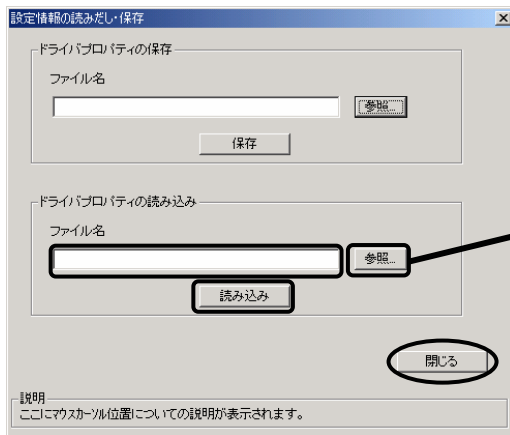 設定情報の読みだし・保存
ドライバプロパティの保存
ファイル名
参照...
保存
ドライバプロパティの読み込み
ファイル名
参照...
読み込み
閉じる
説明
ここにマウスカーソル位置についての説明が表示されます。